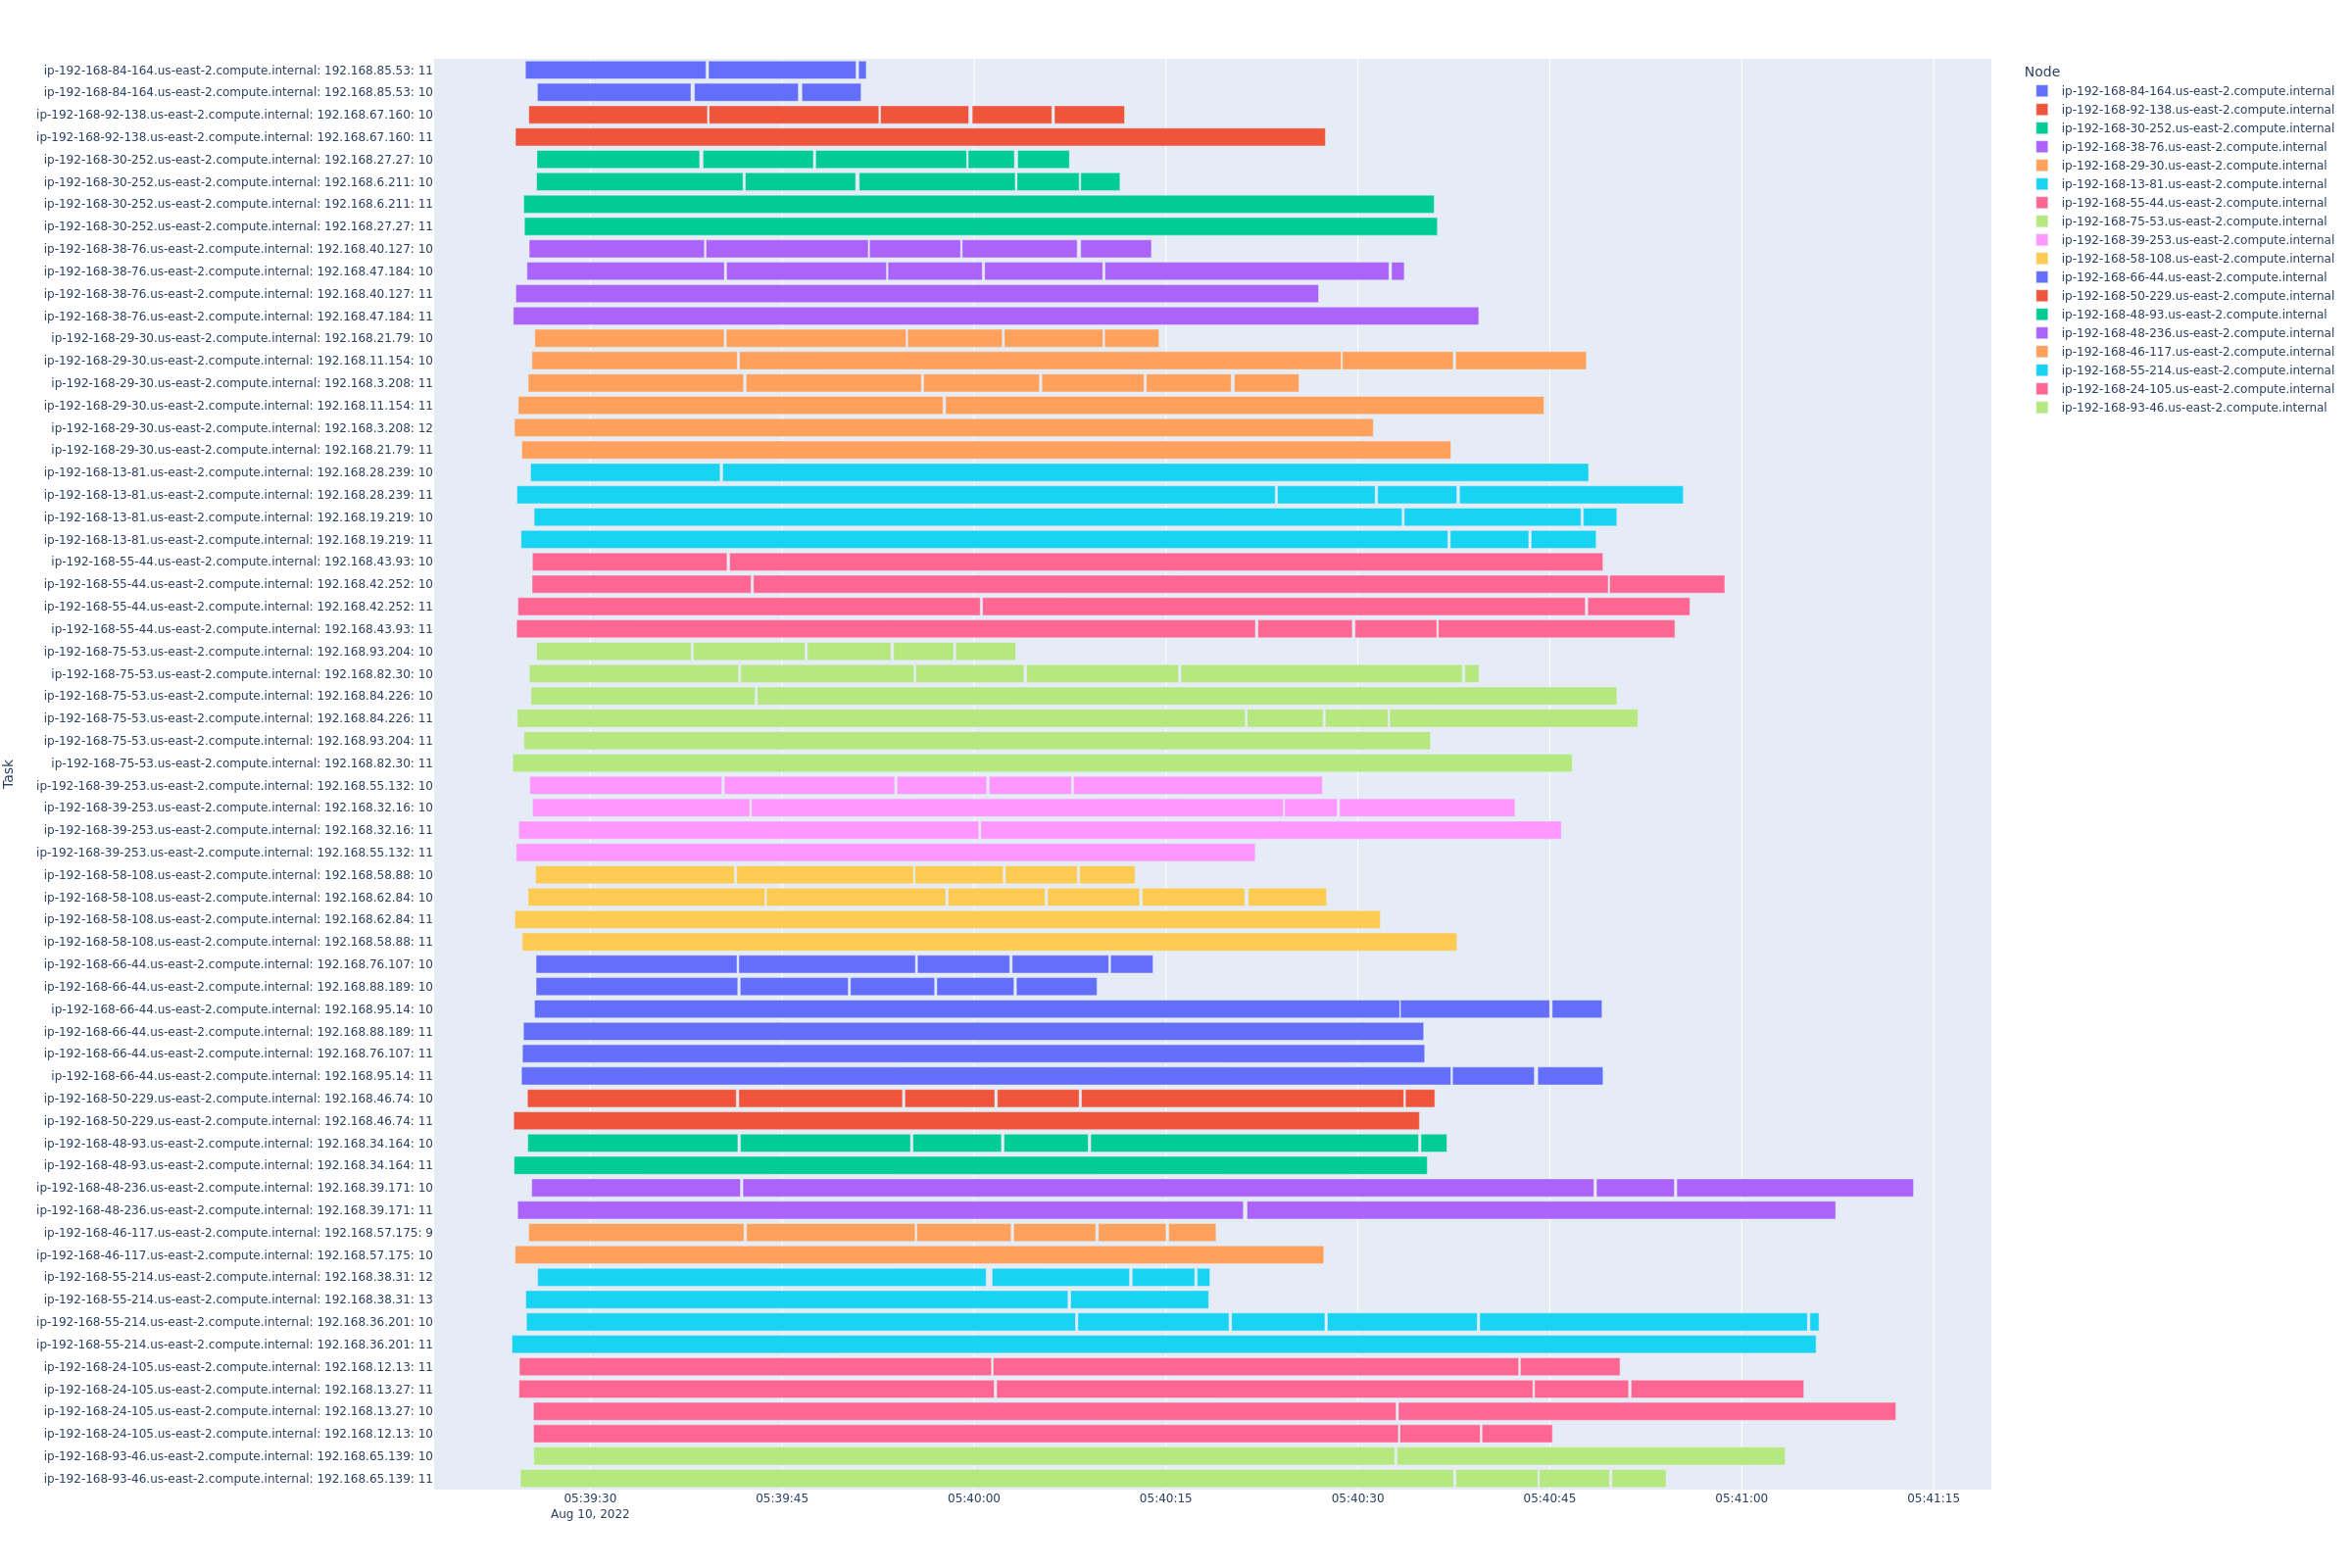 ip-192-168-84-164.us-east-2.compute.internal: 192.168.85.53: 11
ip-192-168-84-164.us-east-2.compute.internal: 192.168.85.53: 10
ip-192-168-92-138.us-east-2.compute.internal: 192.168.67.160: 10
ip-192-168-92-138.us-east-2.compute.internal: 192.168.67.160: 11
ip-192-168-30-252.us-east-2.compute.internal: 192.168.27.27: 10
ip-192-168-30-252.us-east-2.compute.internal: 192.168.6.211: 10
ip-192-168-30-252.us-east-2.compute.internal: 192.168.6.211: 11
ip-192-168-30-252.us-east-2.compute.internal: 192.168.27.27: 11
ip-192-168-38-76.us-east-2.compute.internal: 192.168.40.127: 10
ip-192-168-38-76.us-east-2.compute.internal: 192.168.47.184: 10
ip-192-168-38-76.us-east-2.compute.internal: 192.168.40.127: 11
ip-192-168-38-76.us-east-2.compute.internal: 192.168.47.184: 11
ip-192-168-29-30.us-east-2.compute.internal: 192.168.21.79: 10
ip-192-168-29-30.us-east-2.compute.internal: 192.168.11.154: 10
ip-192-168-29-30.us-east-2.compute.internal: 192.168.3.208: 11
ip-192-168-29-30.us-east-2.compute.internal: 192.168.11.154: 11
ip-192-168-29-30.us-east-2.compute.internal: 192.168.3.208: 12
ip-192-168-29-30.us-east-2.compute.internal: 192.168.21.79: 11
ip-192-168-13-81.us-east-2.compute.internal: 192.168.28.239: 10
ip-192-168-13-81.us-east-2.compute.internal: 192.168.28.239: 11
ip-192-168-13-81.us-east-2.compute.internal: 192.168.19.219: 10
ip-192-168-13-81.us-east-2.compute.internal: 192.168.19.219: 11
ip-192-168-55-44.us-east-2.compute.internal: 192.168.43.93: 10
ip-192-168-55-44.us-east-2.compute.internal: 192.168.42.252: 10
ip-192-168-55-44.us-east-2.compute.internal: 192.168.42.252: 11
ip-192-168-55-44.us-east-2.compute.internal: 192.168.43.93: 11
ip-192-168-75-53.us-east-2.compute.internal: 192.168.93.204: 10
ip-192-168-75-53.us-east-2.compute.internal: 192.168.82.30: 10
ip-192-168-75-53.us-east-2.compute.internal: 192.168.84.226: 10
ip-192-168-75-53.us-east-2.compute.internal: 192.168.84.226: 11
ip-192-168-75-53.us-east-2.compute.internal: 192.168.93.204: 11
ip-192-168-75-53.us-east-2.compute.internal: 192.168.82.30: 11
ip-192-168-39-253.us-east-2.compute.internal: 192.168.55.132: 10
ip-192-168-39-253.us-east-2.compute.internal: 192.168.32.16: 10
ip-192-168-39-253.us-east-2.compute.internal: 192.168.32.16: 11
ip-192-168-39-253.us-east-2.compute.internal: 192.168.55.132: 11
ip-192-168-58-108.us-east-2.compute.internal: 192.168.58.88: 10
ip-192-168-58-108.us-east-2.compute.internal: 192.168.62.84: 10
ip-192-168-58-108.us-east-2.compute.internal: 192.168.62.84: 11
ip-192-168-58-108.us-east-2.compute.internal: 192.168.58.88: 11
ip-192-168-66-44.us-east-2.compute.internal: 192.168.76.107: 10
ip-192-168-66-44.us-east-2.compute.internal: 192.168.88.189: 10
ip-192-168-66-44.us-east-2.compute.internal: 192.168.95.14: 10
ip-192-168-66-44.us-east-2.compute.internal: 192.168.88.189: 11
ip-192-168-66-44.us-east-2.compute.internal: 192.168.76.107: 11
ip-192-168-66-44.us-east-2.compute.internal: 192.168.95.14: 11
ip-192-168-50-229.us-east-2.compute.internal: 192.168.46.74: 10
ip-192-168-50-229.us-east-2.compute.internal: 192.168.46.74: 11
ip-192-168-48-93.us-east-2.compute.internal: 192.168.34.164: 10
ip-192-168-48-93.us-east-2.compute.internal: 192.168.34.164: 11
ip-192-168-48-236.us-east-2.compute.internal: 192.168.39.171: 10
ip-192-168-48-236.us-east-2.compute.internal: 192.168.39.171: 11
ip-192-168-46-117.us-east-2.compute.internal: 192.168.57.175: 9
ip-192-168-46-117.us-east-2.compute.internal: 192.168.57.175: 10
ip-192-168-55-214.us-east-2.compute.internal: 192.168.38.31: 12
ip-192-168-55-214.us-east-2.compute.internal: 192.168.38.31: 13
ip-192-168-55-214.us-east-2.compute.internal: 192.168.36.201: 10
ip-192-168-55-214.us-east-2.compute.internal: 192.168.36.201: 11
ip-192-168-24-105.us-east-2.compute.internal: 192.168.12.13: 11
ip-192-168-24-105.us-east-2.compute.internal: 192.168.13.27: 11
ip-192-168-24-105.us-east-2.compute.internal: 192.168.13.27: 10
ip-192-168-24-105.us-east-2.compute.internal: 192.168.12.13: 10
ip-192-168-93-46.us-east-2.compute.internal: 192.168.65.139: 10
ip-192-168-93-46.us-east-2.compute.internal: 192.168.65.139: 11
Task
05:39:30
05:39:45
05:40:00
05:40:15
05:40:30
05:40:45
05:41:00
05:41:15
Aug 10, 2022
Node
ip-192-168-84-164.us-east-2.compute.internal
ip-192-168-92-138.us-east-2.compute.internal
ip-192-168-30-252.us-east-2.compute.internal
ip-192-168-38-76.us-east-2.compute.internal
ip-192-168-29-30.us-east-2.compute.internal
ip-192-168-13-81.us-east-2.compute.internal
ip-192-168-55-44.us-east-2.compute.internal
ip-192-168-75-53.us-east-2.compute.internal
ip-192-168-39-253.us-east-2.compute.internal
ip-192-168-58-108.us-east-2.compute.internal
ip-192-168-66-44.us-east-2.compute.internal
ip-192-168-50-229.us-east-2.compute.internal
ip-192-168-48-93.us-east-2.compute.internal
ip-192-168-48-236.us-east-2.compute.internal
ip-192-168-46-117.us-east-2.compute.internal
ip-192-168-55-214.us-east-2.compute.internal
ip-192-168-24-105.us-east-2.compute.internal
ip-192-168-93-46.us-east-2.compute.internal